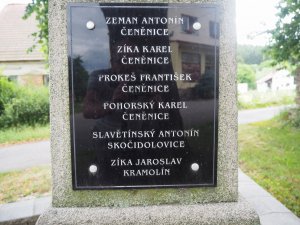 ZEMAN ANTONÍN
ČENĚNICE
ZÍKA KAREL
ČENĚNICE
PROKEŠ FRANTIŠEK
ČENĚNICE
POHORSKÝ KAREL
ČENĚNICE
SLAVĚTÍNSKÝ ANTONÍN
SKOČIDOLOVICE
ZÍKA JAROSLAV
KRAMOLÍN